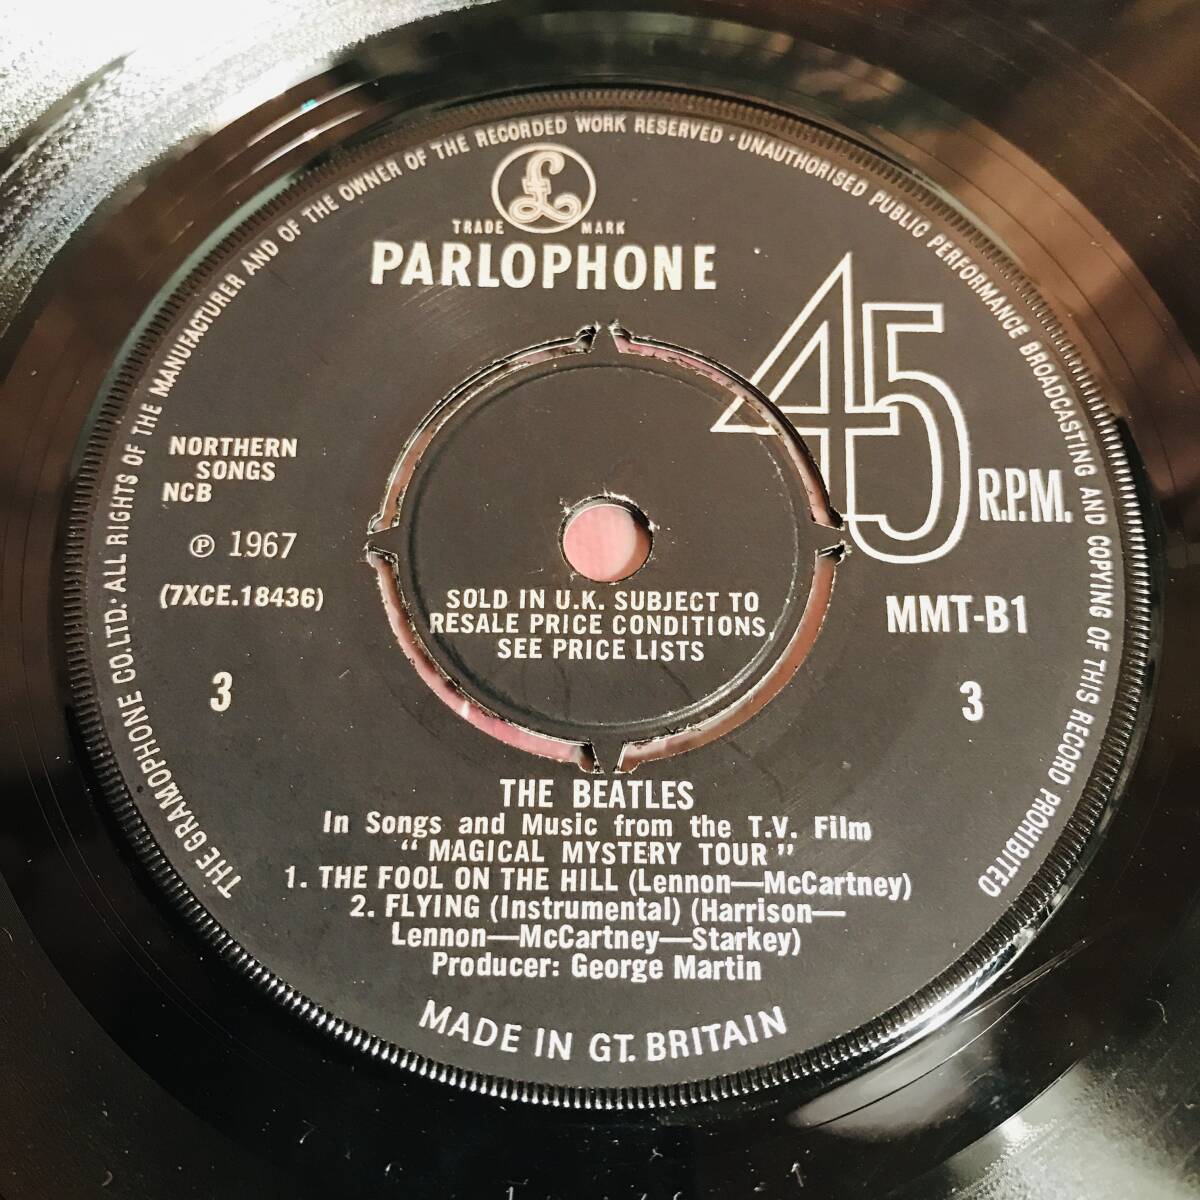 THE GRAMOPHONE CO.LTD. ALL RIGHTS OF THE MANUFACTURER AND OF THE OWNER OF THE RECORDED WORK RESERVED · UNAUTHORISED PUBLIC PERFORMANCE BROADCASTING AND COPYING OF THIS RECORD PROHIBITED
£
TRADE MARK
PARLOPHONE
45
R.P.M.
NORTHERN
SONGS
NCB
℗ 1967
(7XCE.18436)
3
SOLD IN U.K. SUBJECT TO
RESALE PRICE CONDITIONS,
SEE PRICE LISTS
MMT-B1
3
THE BEATLES
In Songs and Music from the T.V. Film
“MAGICAL MYSTERY TOUR”
1. THE FOOL ON THE HILL (Lennon—McCartney)
2. FLYING (Instrumental) (Harrison—
Lennon—McCartney—Starkey)
Producer: George Martin
MADE IN GT. BRITAIN